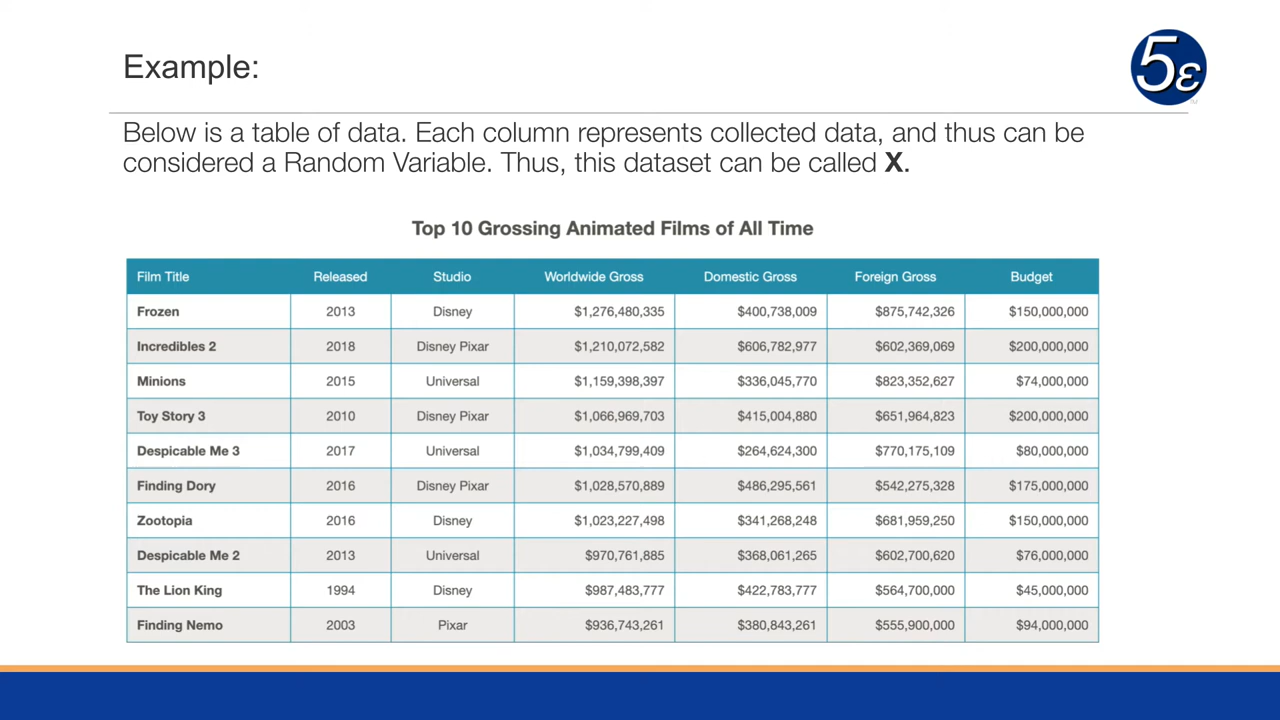 Example:
5ε
TM
Below is a table of data. Each column represents collected data, and thus can be
considered a Random Variable. Thus, this dataset can be called X.
Top 10 Grossing Animated Films of All Time
Film Title Released Studio Worldwide Gross Domestic Gross Foreign Gross Budget
Frozen 2013 Disney $1,276,480,335 $400,738,009 $875,742,326 $150,000,000
Incredibles 2 2018 Disney Pixar $1,210,072,582 $606,782,977 $602,369,069 $200,000,000
Minions 2015 Universal $1,159,398,397 $336,045,770 $823,352,627 $74,000,000
Toy Story 3 2010 Disney Pixar $1,066,969,703 $415,004,880 $651,964,823 $200,000,000
Despicable Me 3 2017 Universal $1,034,799,409 $264,624,300 $770,175,109 $80,000,000
Finding Dory 2016 Disney Pixar $1,028,570,889 $486,295,561 $542,275,328 $175,000,000
Zootopia 2016 Disney $1,023,227,498 $341,268,248 $681,959,250 $150,000,000
Despicable Me 2 2013 Universal $970,761,885 $368,061,265 $602,700,620 $76,000,000
The Lion King 1994 Disney $987,483,777 $422,783,777 $564,700,000 $45,000,000
Finding Nemo 2003 Pixar $936,743,261 $380,843,261 $555,900,000 $94,000,000